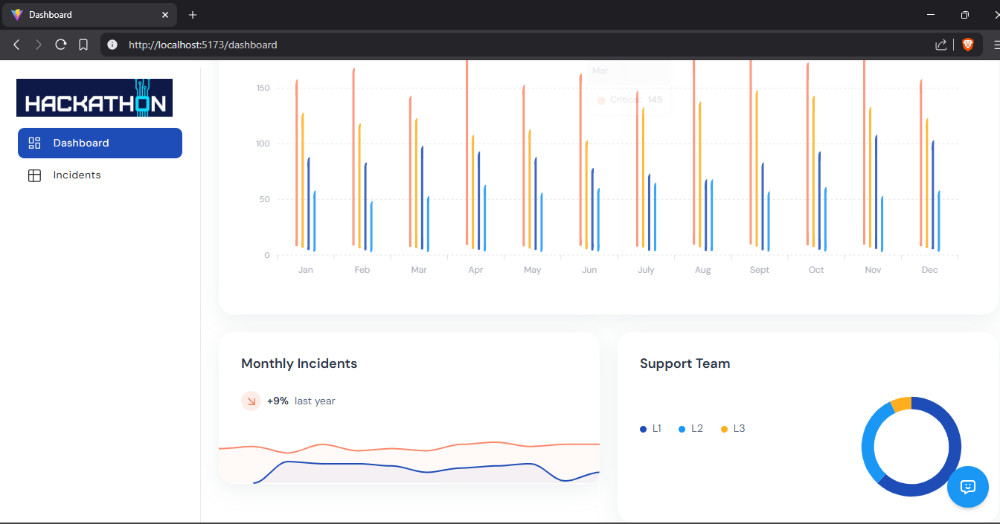 Dashboard
http://localhost:5173/dashboard
HACKATHON
Dashboard
Incidents
Mar
Critical: 145
150
100
50
0
Jan Feb Mar Apr May Jun July Aug Sept Oct Nov Dec
Monthly Incidents
+9% last year
Support Team
L1 L2 L3